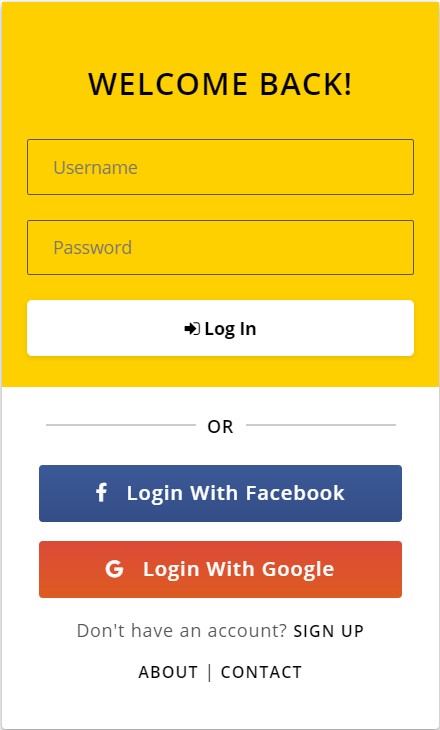 WELCOME BACK!
Username
Password
Log In
OR
Login With Facebook
Login With Google
Don't have an account? SIGN UP
ABOUT | CONTACT